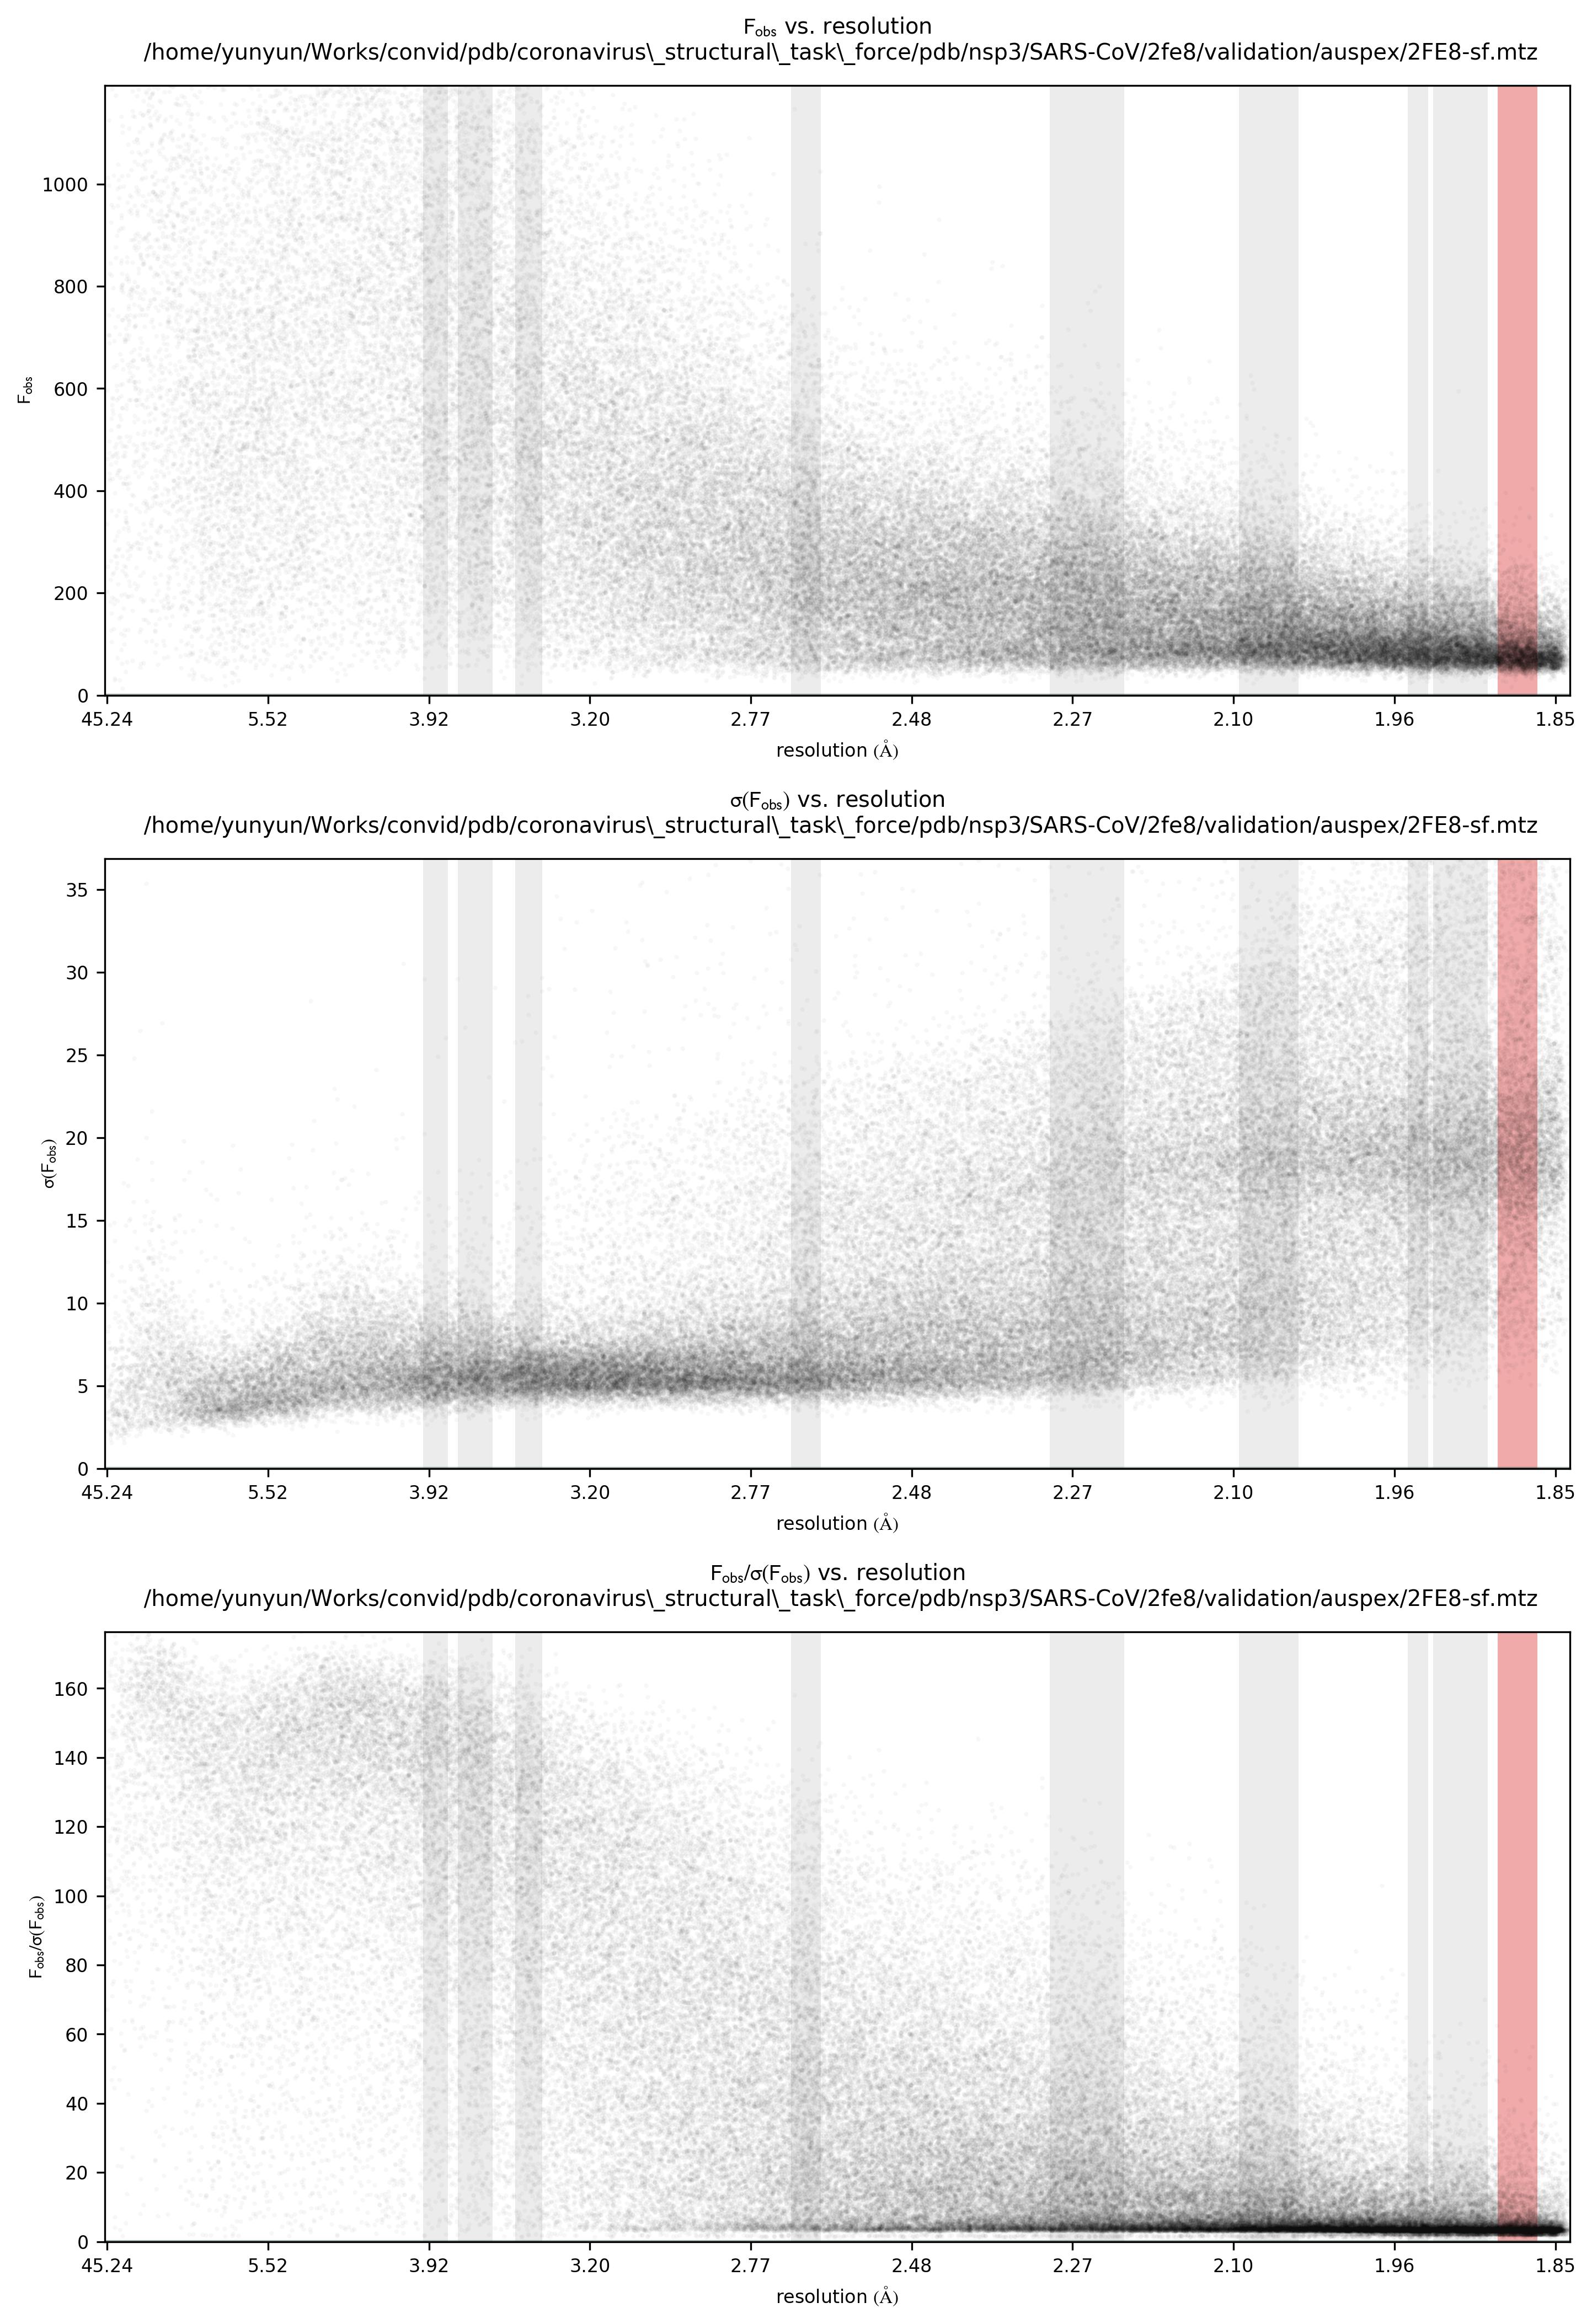 Fobs vs. resolution
/home/yunyun/Works/convid/pdb/coronavirus\_structural\_task\_force/pdb/nsp3/SARS-CoV/2fe8/validation/auspex/2FE8-sf.mtz
1000
800
600
400
200
0
Fobs
45.24 5.52 3.92 3.20 2.77 2.48 2.27 2.10 1.96 1.85
resolution (Å)
σ(Fobs) vs. resolution
/home/yunyun/Works/convid/pdb/coronavirus\_structural\_task\_force/pdb/nsp3/SARS-CoV/2fe8/validation/auspex/2FE8-sf.mtz
35
30
25
20
15
10
5
0
σ(Fobs)
45.24 5.52 3.92 3.20 2.77 2.48 2.27 2.10 1.96 1.85
resolution (Å)
Fobs/σ(Fobs) vs. resolution
/home/yunyun/Works/convid/pdb/coronavirus\_structural\_task\_force/pdb/nsp3/SARS-CoV/2fe8/validation/auspex/2FE8-sf.mtz
160
140
120
100
80
60
40
20
0
Fobs/σ(Fobs)
45.24 5.52 3.92 3.20 2.77 2.48 2.27 2.10 1.96 1.85
resolution (Å)